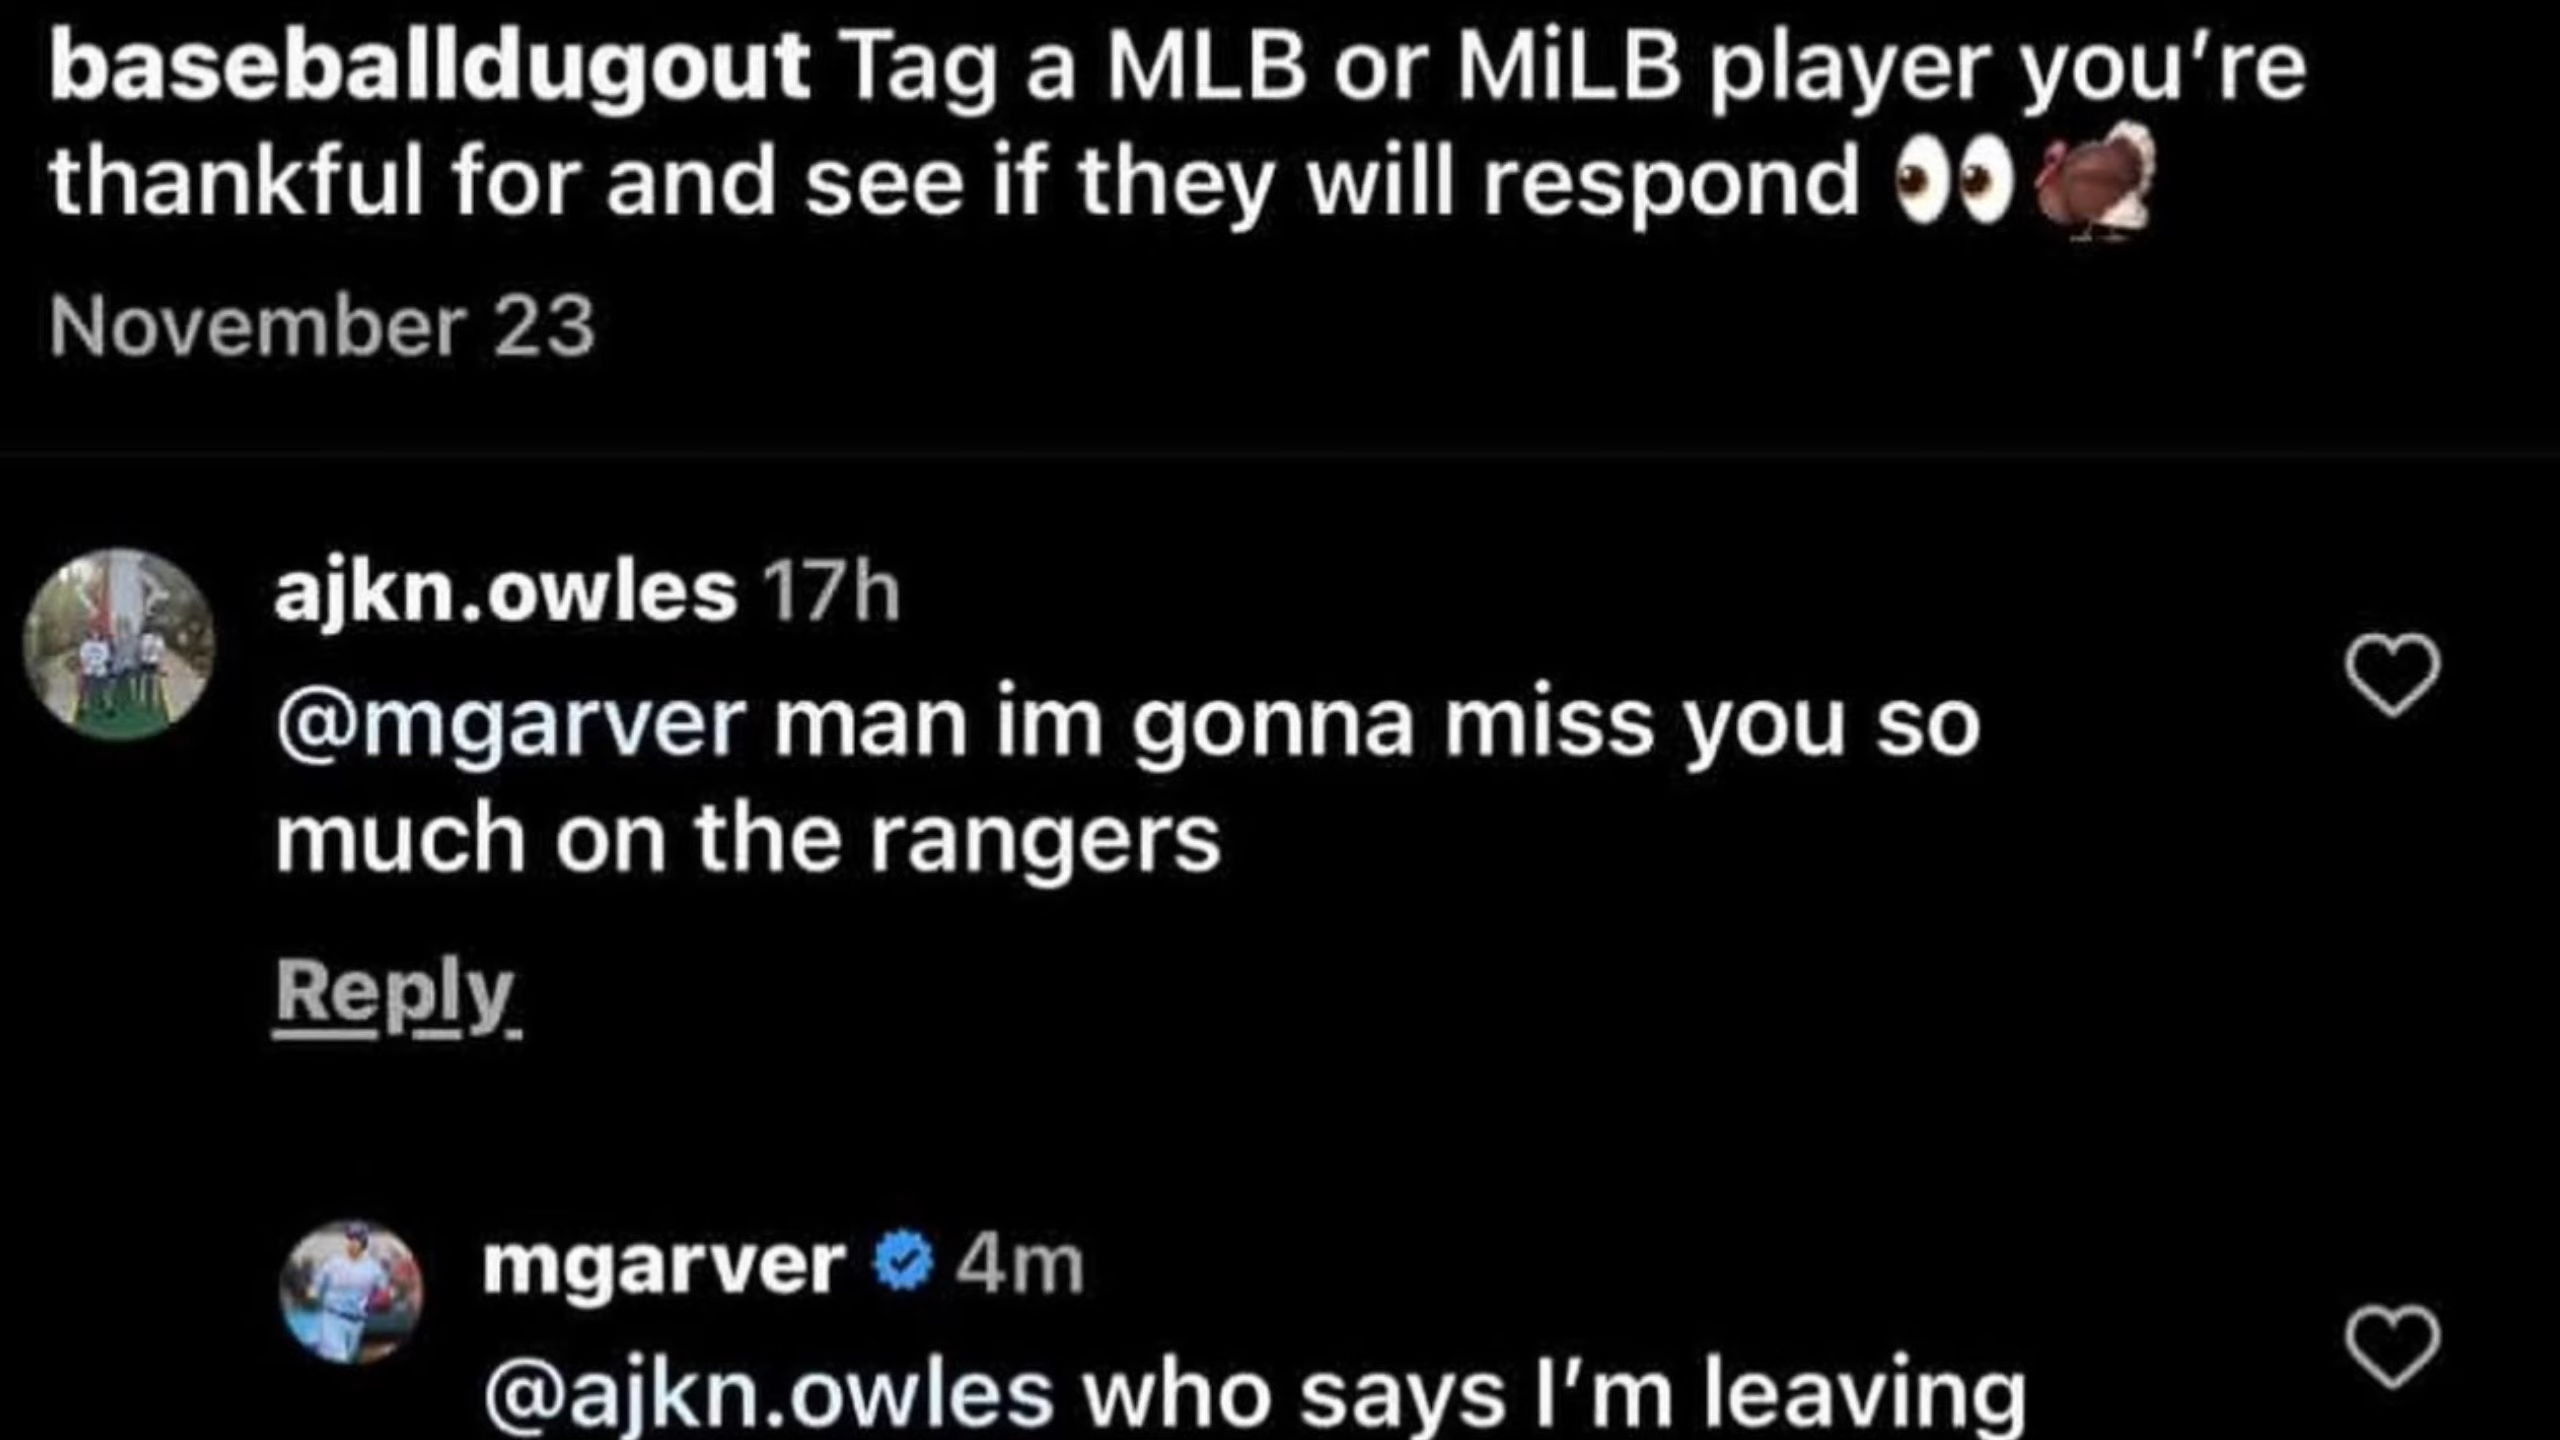 baseballdugout Tag a MLB or MiLB player you’re
thankful for and see if they will respond 👀🦃
November 23
ajkn.owles 17h
@mgarver man im gonna miss you so
much on the rangers
Reply
mgarver 4m
@ajkn.owles who says I’m leaving